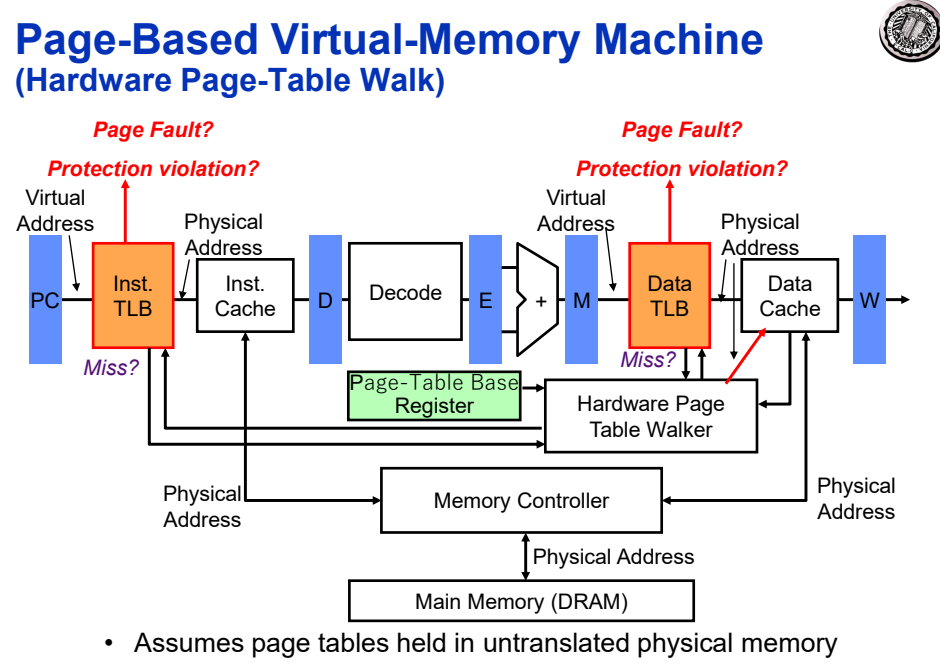 Page-Based Virtual-Memory Machine
(Hardware Page-Table Walk)
Page Fault?
Protection violation?
Page Fault?
Protection violation?
Virtual
Address
Physical
Address
Virtual
Address
Physical
Address
PC
Inst.
TLB
Inst.
Cache
D
Decode
E
+
M
Data
TLB
Data
Cache
W
Miss?
Miss?
Page-Table Base
Register
Hardware Page
Table Walker
Physical
Address
Memory Controller
Physical
Address
Physical Address
Main Memory (DRAM)
• Assumes page tables held in untranslated physical memory